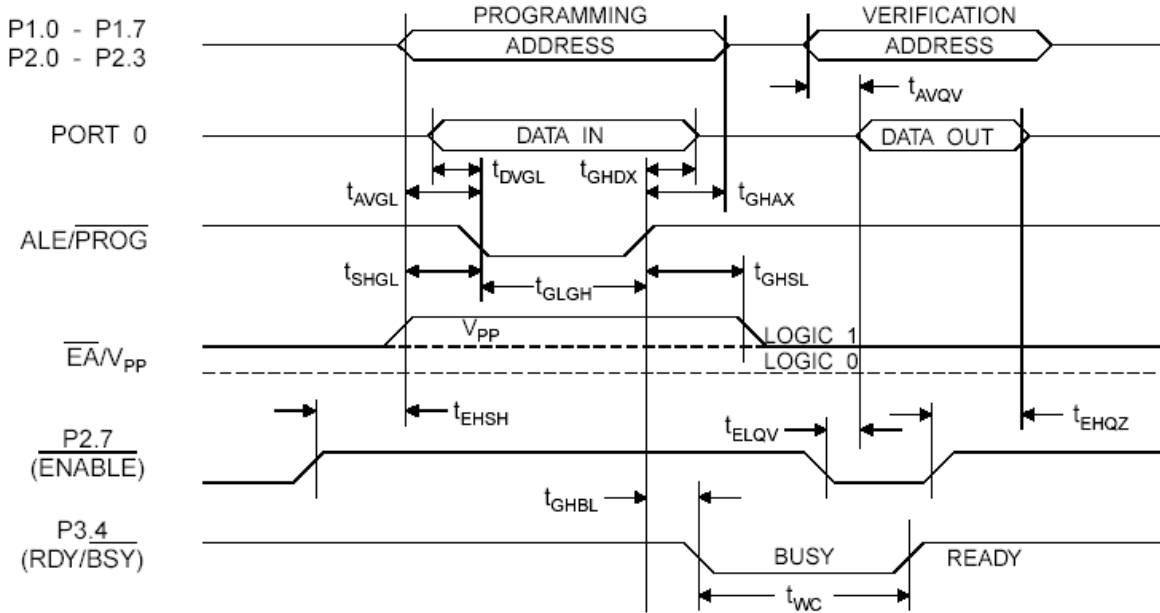 PROGRAMMING
VERIFICATION
P1.0 - P1.7
P2.0 - P2.3
ADDRESS
ADDRESS
tAVQV
PORT 0
DATA IN
DATA OUT
tDVGL
tGHDX
tAVGL
tGHAX
ALE/PROG
tSHGL
tGLGH
tGHSL
VPP
LOGIC 1
EA/VPP
LOGIC 0
tEHSH
tELQV
tEHQZ
P2.7
(ENABLE)
tGHBL
P3.4
(RDY/BSY)
BUSY
READY
tWC